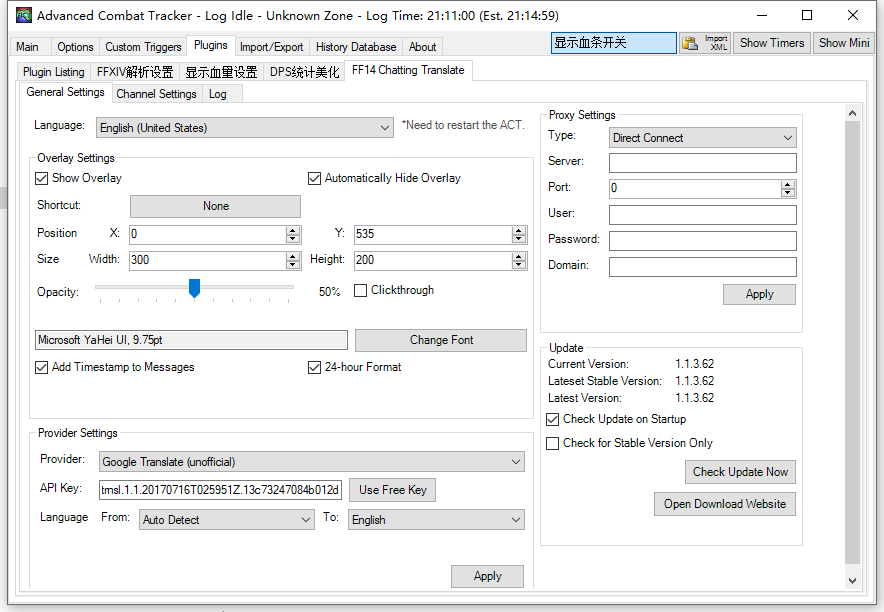 Advanced Combat Tracker - Log Idle - Unknown Zone - Log Time: 21:11:00 (Est. 21:14:59)
Main Options Custom Triggers Plugins Import/Export History Database About 显示血条开关 Import XML Show Timers Show Mini
Plugin Listing FFXIV解析设置 显示血量设置 DPS统计美化 FF14 Chatting Translate
General Settings Channel Settings Log
Language: English (United States) *Need to restart the ACT.
Overlay Settings
Show Overlay Automatically Hide Overlay
Shortcut: None
Position X: 0 Y: 535
Size Width: 300 Height: 200
Opacity: 50% Clickthrough
Microsoft YaHei UI, 9.75pt Change Font
Add Timestamp to Messages 24-hour Format
Provider Settings
Provider: Google Translate (unofficial)
API Key: trnsl.1.1.20170716T025951Z.13c73247084b012d Use Free Key
Language From: Auto Detect To: English
Apply
Proxy Settings
Type: Direct Connect
Server:
Port: 0
User:
Password:
Domain:
Apply
Update
Current Version: 1.1.3.62
Lateset Stable Version: 1.1.3.62
Latest Version: 1.1.3.62
Check Update on Startup
Check for Stable Version Only
Check Update Now
Open Download Website